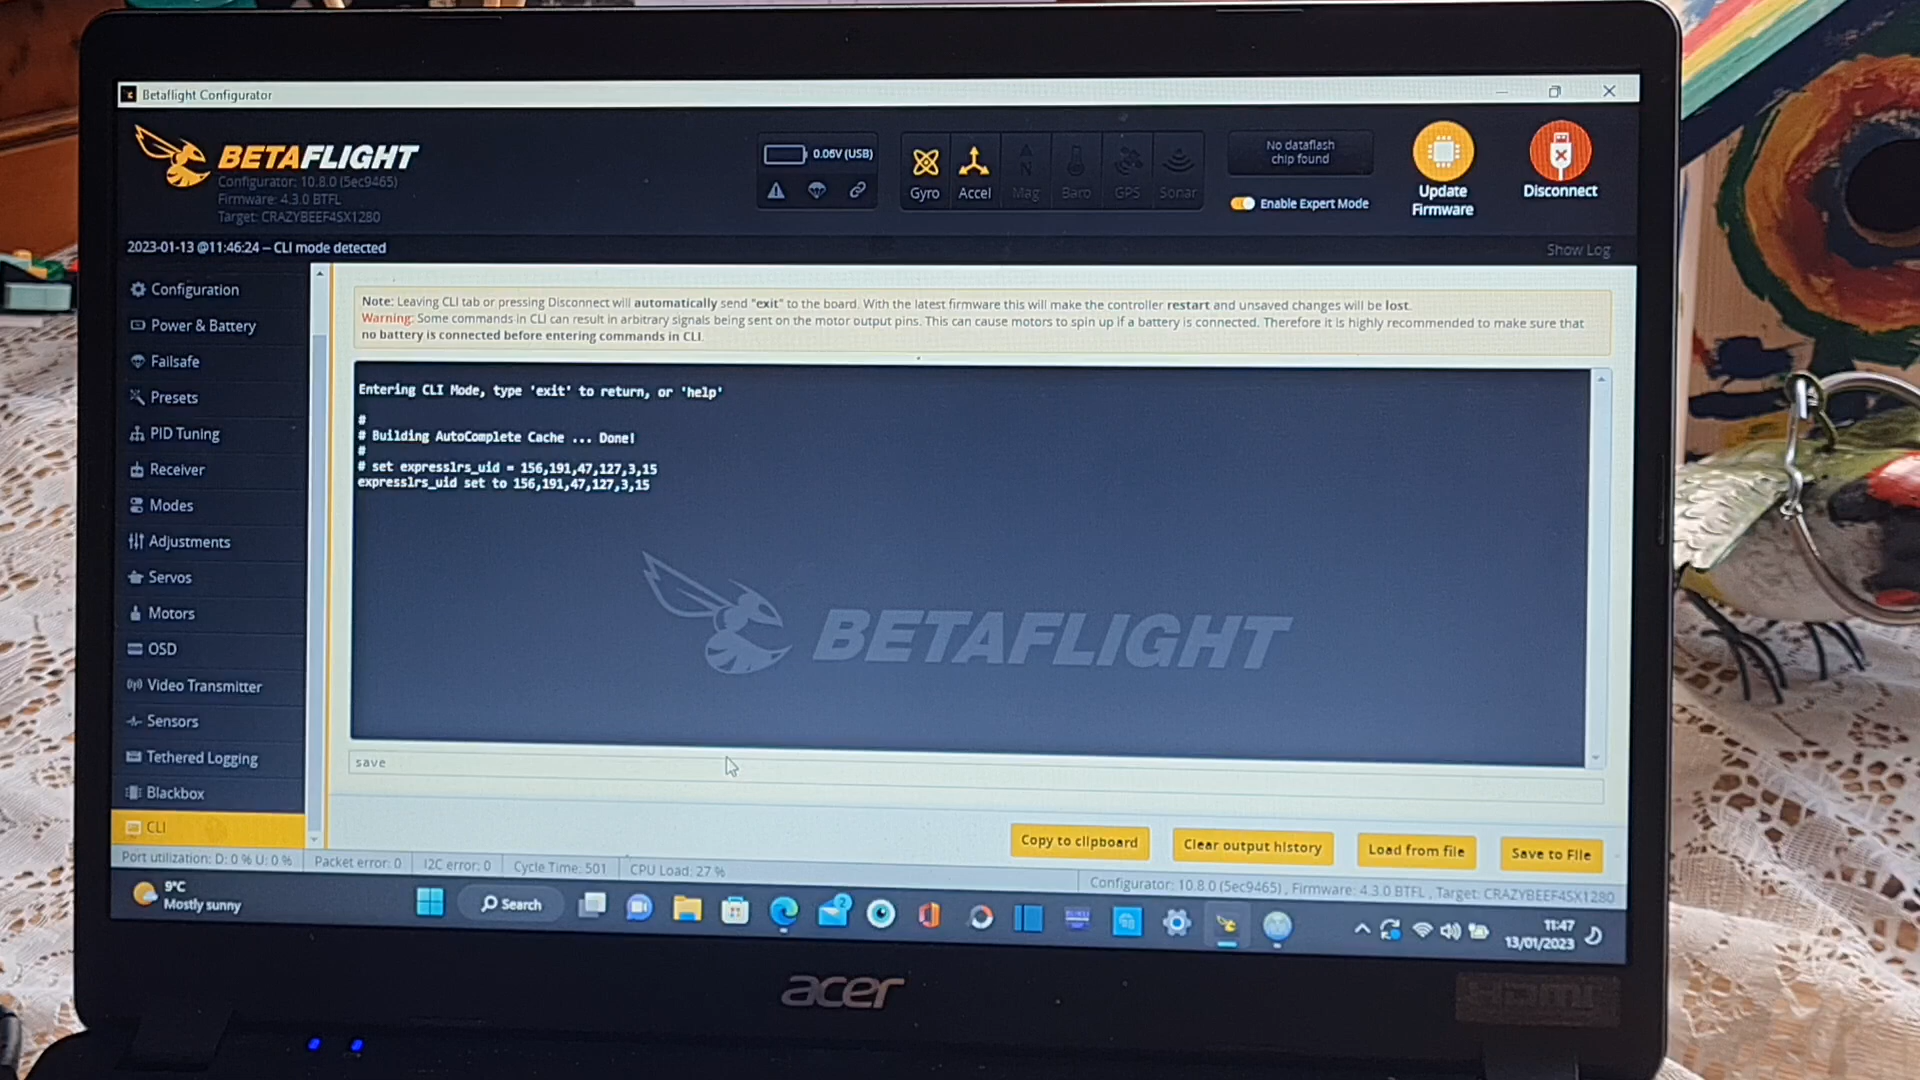 Betaflight Configurator
BETAFLIGHT
Configurator: 10.8.0 (5ec9465)
Firmware: 4.3.0 BTFL
Target: CRAZYBEEF4SX1280
0.06V (USB)
Gyro
Accel
Mag
Baro
GPS
Sonar
No dataflash
chip found
Enable Expert Mode
Update
Firmware
Disconnect
2023-01-13 @11:46:24 -- CLI mode detected
Show Log
Configuration
Power & Battery
Failsafe
Presets
PID Tuning
Receiver
Modes
Adjustments
Servos
Motors
OSD
Video Transmitter
Sensors
Tethered Logging
Blackbox
CLI
Note: Leaving CLI tab or pressing Disconnect will automatically send "exit" to the board. With the latest firmware this will make the controller restart and unsaved changes will be lost.
Warning: Some commands in CLI can result in arbitrary signals being sent on the motor output pins. This can cause motors to spin up if a battery is connected. Therefore it is highly recommended to make sure that
no battery is connected before entering commands in CLI.
Entering CLI Mode, type 'exit' to return, or 'help'
#
# Building AutoComplete Cache ... Done!
#
# set expresslrs_uid = 156,191,47,127,3,15
expresslrs_uid set to 156,191,47,127,3,15
BETAFLIGHT
save
Copy to clipboard
Clear output history
Load from file
Save to File
Port utilization: D: 0 % U: 0 %
Packet error: 0
I2C error: 0
Cycle Time: 501
CPU Load: 27 %
Configurator: 10.8.0 (5ec9465) , Firmware: 4.3.0 BTFL , Target: CRAZYBEEF4SX1280
9°C
Mostly sunny
Search
2
11:47
13/01/2023
acer
HDMI